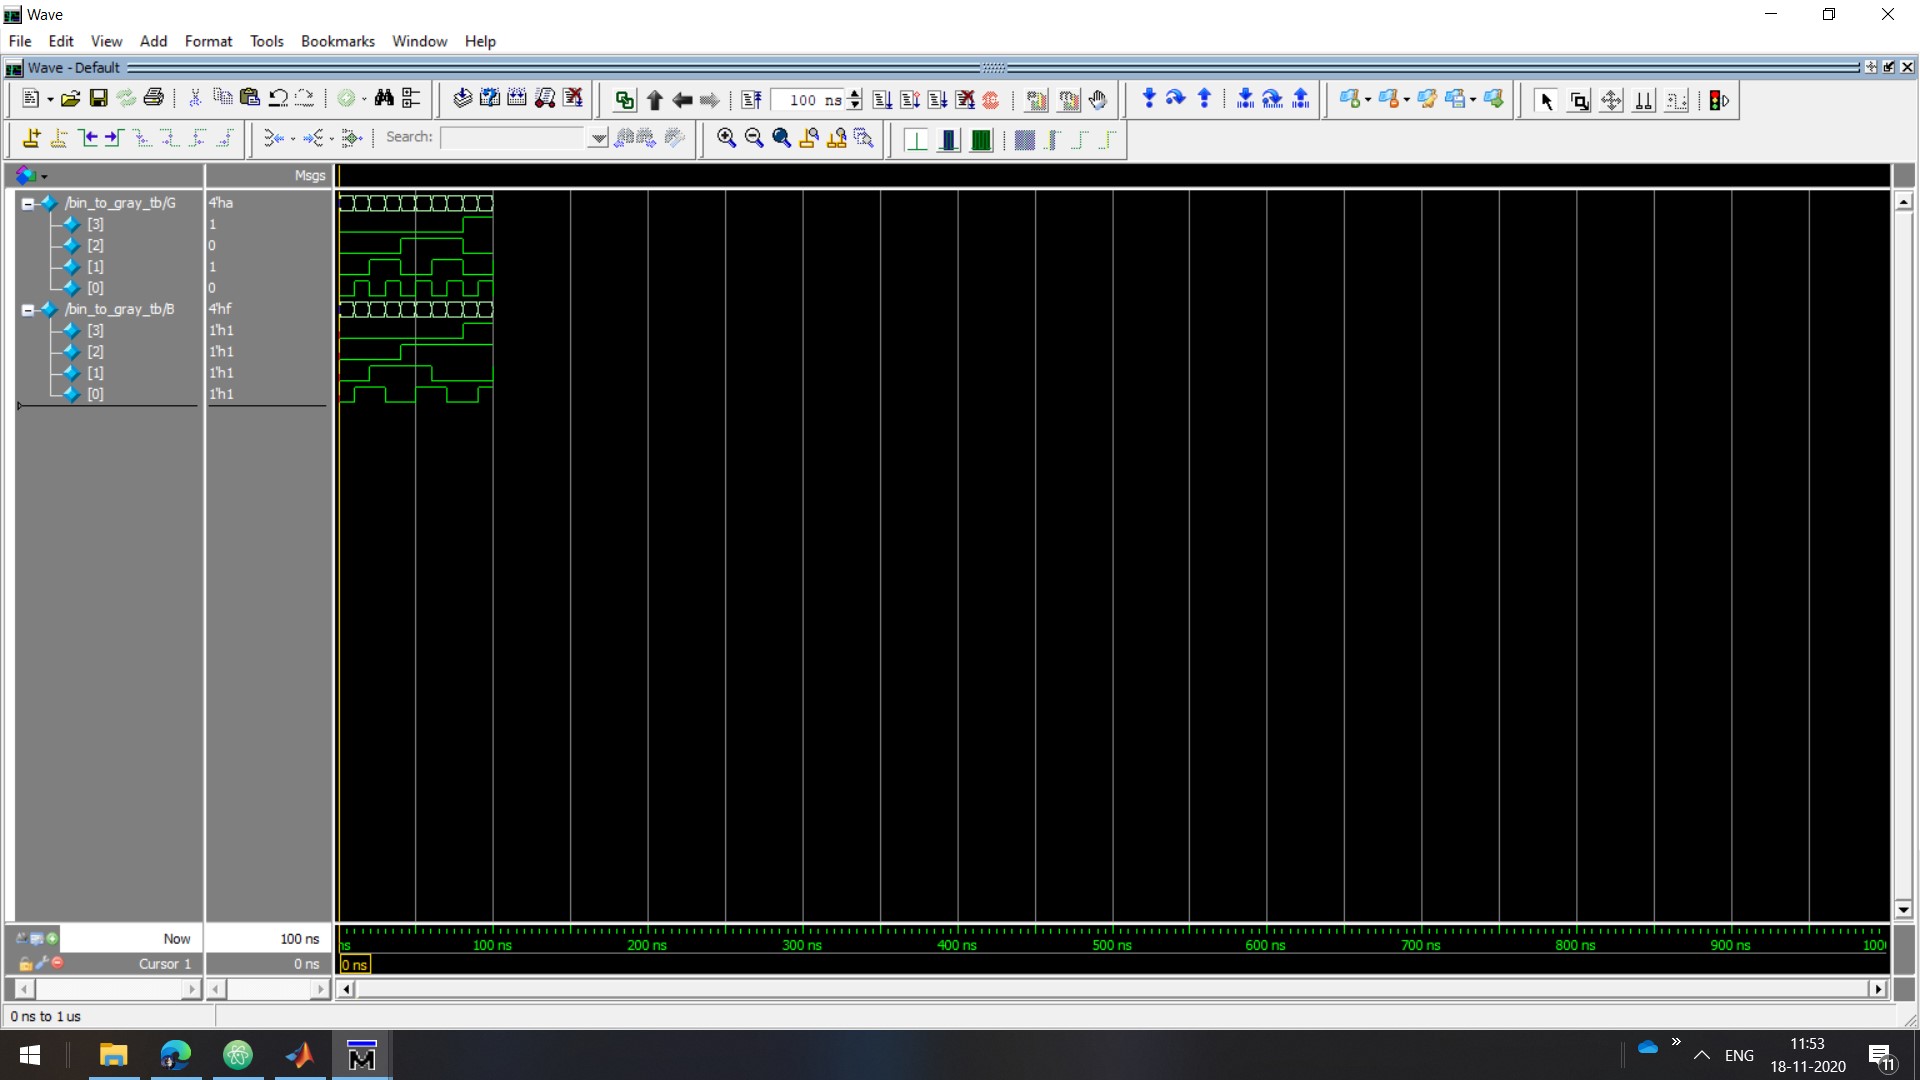 Wave
File Edit View Add Format Tools Bookmarks Window Help
Wave - Default
100 ns
Search:
Msgs
/bin_to_gray_tb/G 4'ha
[3] 1
[2] 0
[1] 1
[0] 0
/bin_to_gray_tb/B 4'hf
[3] 1'h1
[2] 1'h1
[1] 1'h1
[0] 1'h1
Now 100 ns
ns 100 ns 200 ns 300 ns 400 ns 500 ns 600 ns 700 ns 800 ns 900 ns 100
Cursor 1 0 ns 0 ns
0 ns to 1 us
M ENG 11:53
18-11-2020 11